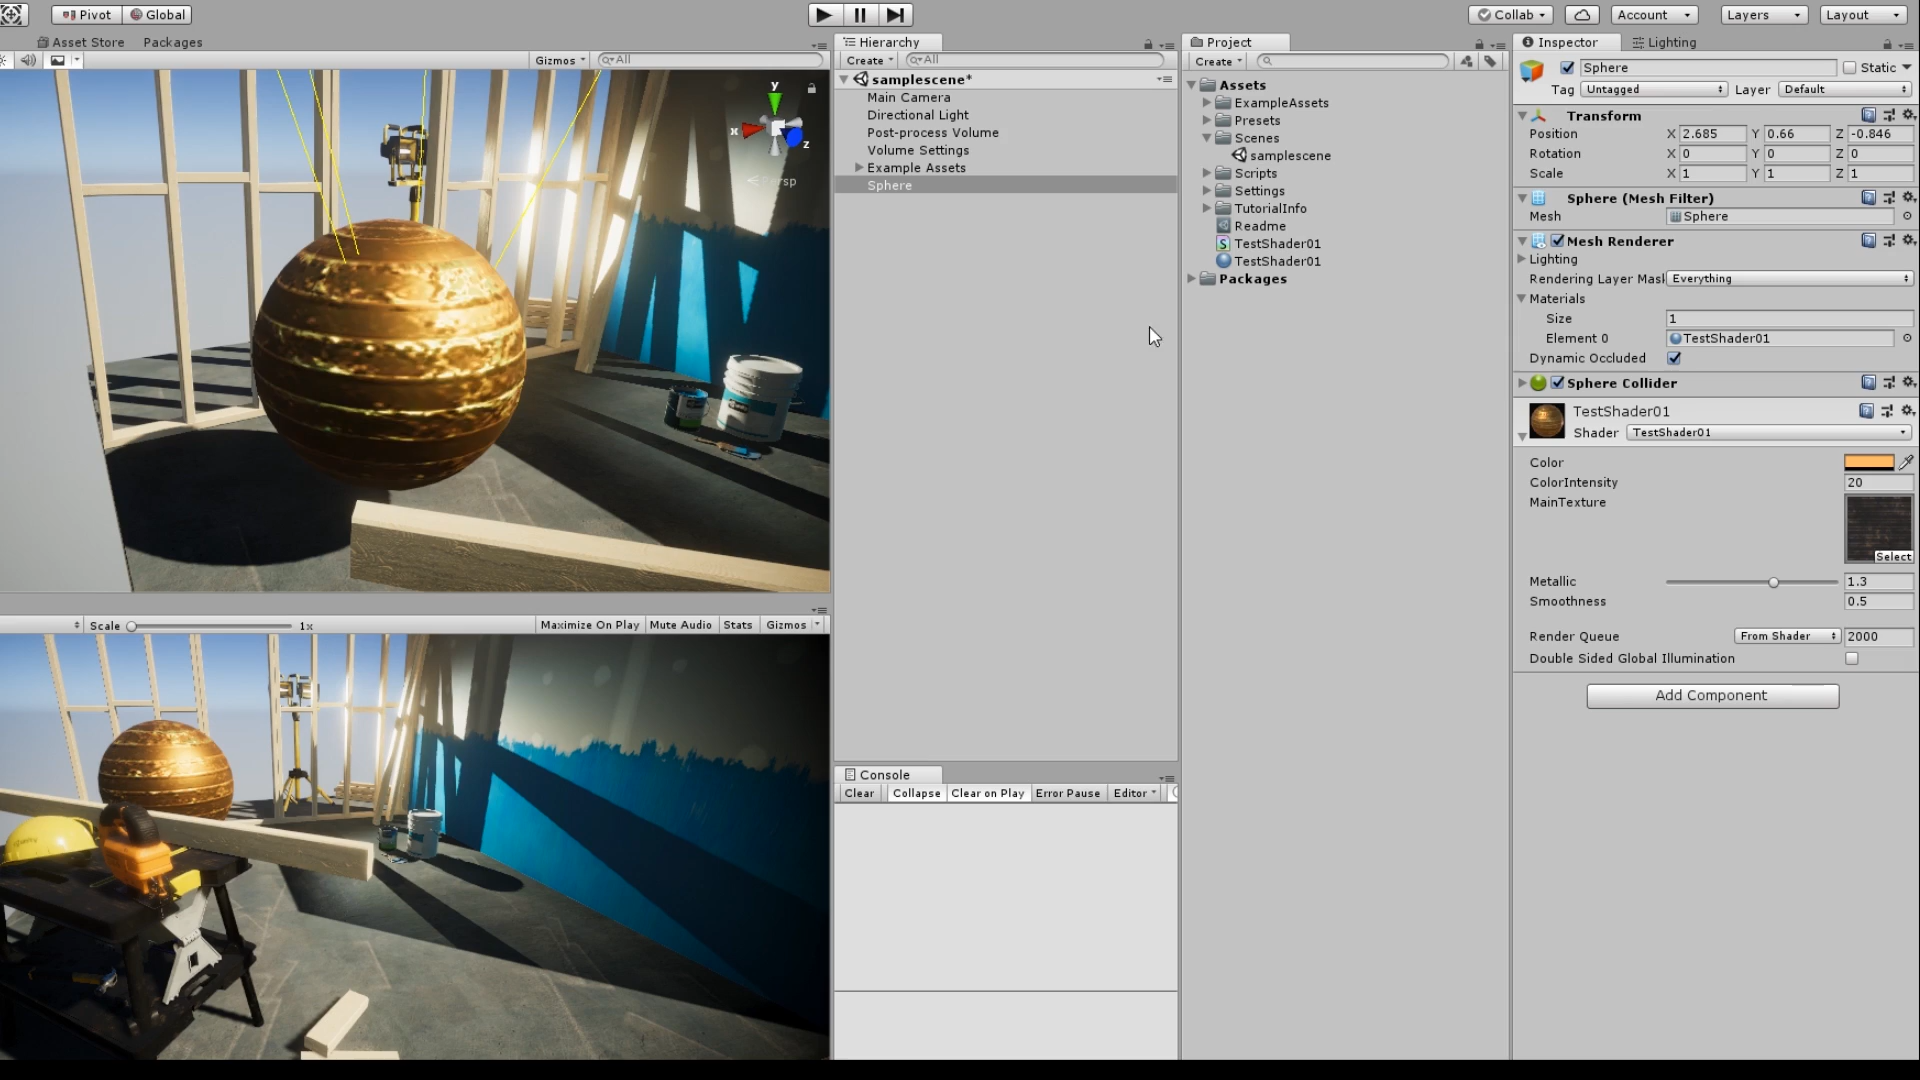 Pivot Global
Collab Account Layers Layout
Asset Store Packages
Gizmos All
y
x
z
Persp
Scale 1x
Maximize On Play Mute Audio Stats Gizmos
Hierarchy
Create All
samplescene*
Main Camera
Directional Light
Post-process Volume
Volume Settings
Example Assets
Sphere
Console
Clear Collapse Clear on Play Error Pause Editor
Project
Create
Assets
ExampleAssets
Presets
Scenes
samplescene
Scripts
Settings
TutorialInfo
Readme
TestShader01
TestShader01
Packages
Inspector Lighting
Sphere Static
Tag Untagged Layer Default
Transform
Position X 2.685 Y 0.66 Z -0.846
Rotation X 0 Y 0 Z 0
Scale X 1 Y 1 Z 1
Sphere (Mesh Filter)
Mesh Sphere
Mesh Renderer
Lighting
Rendering Layer Mask Everything
Materials
Size 1
Element 0 TestShader01
Dynamic Occluded
Sphere Collider
TestShader01
Shader TestShader01
Color
ColorIntensity 20
MainTexture
Select
Metallic 1.3
Smoothness 0.5
Render Queue From Shader 2000
Double Sided Global Illumination
Add Component